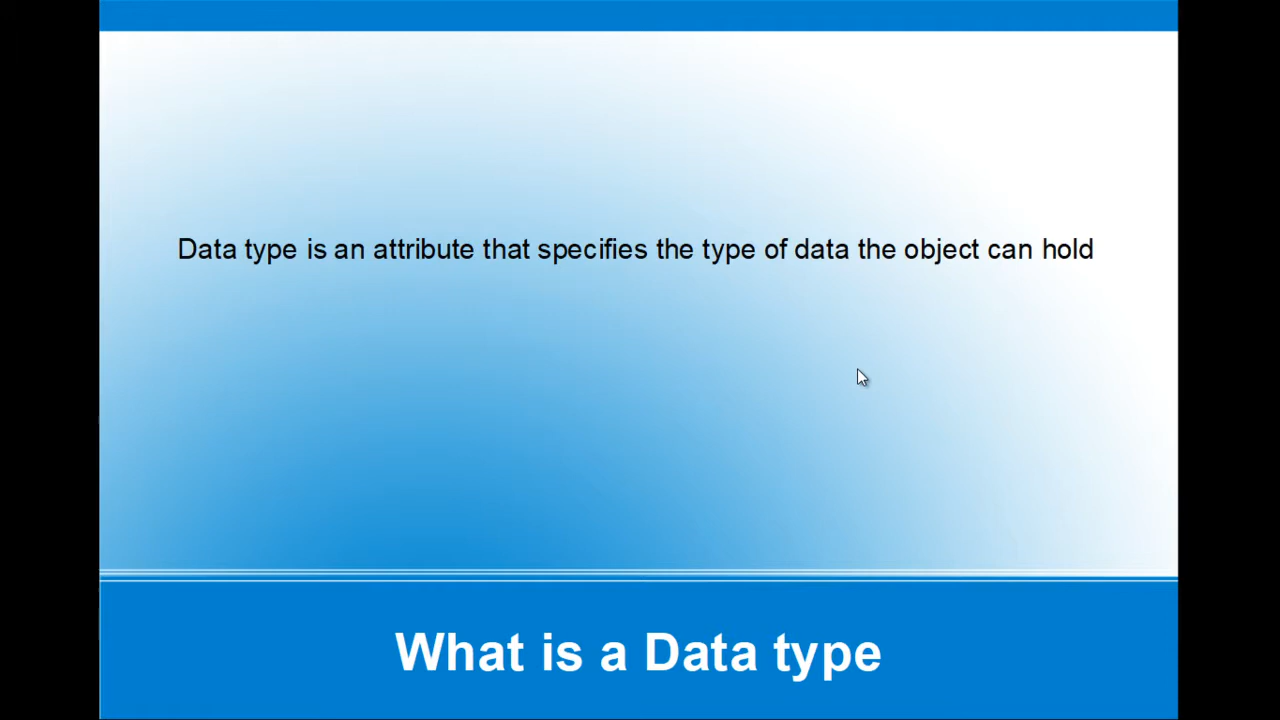 Data type is an attribute that specifies the type of data the object can hold
What is a Data type